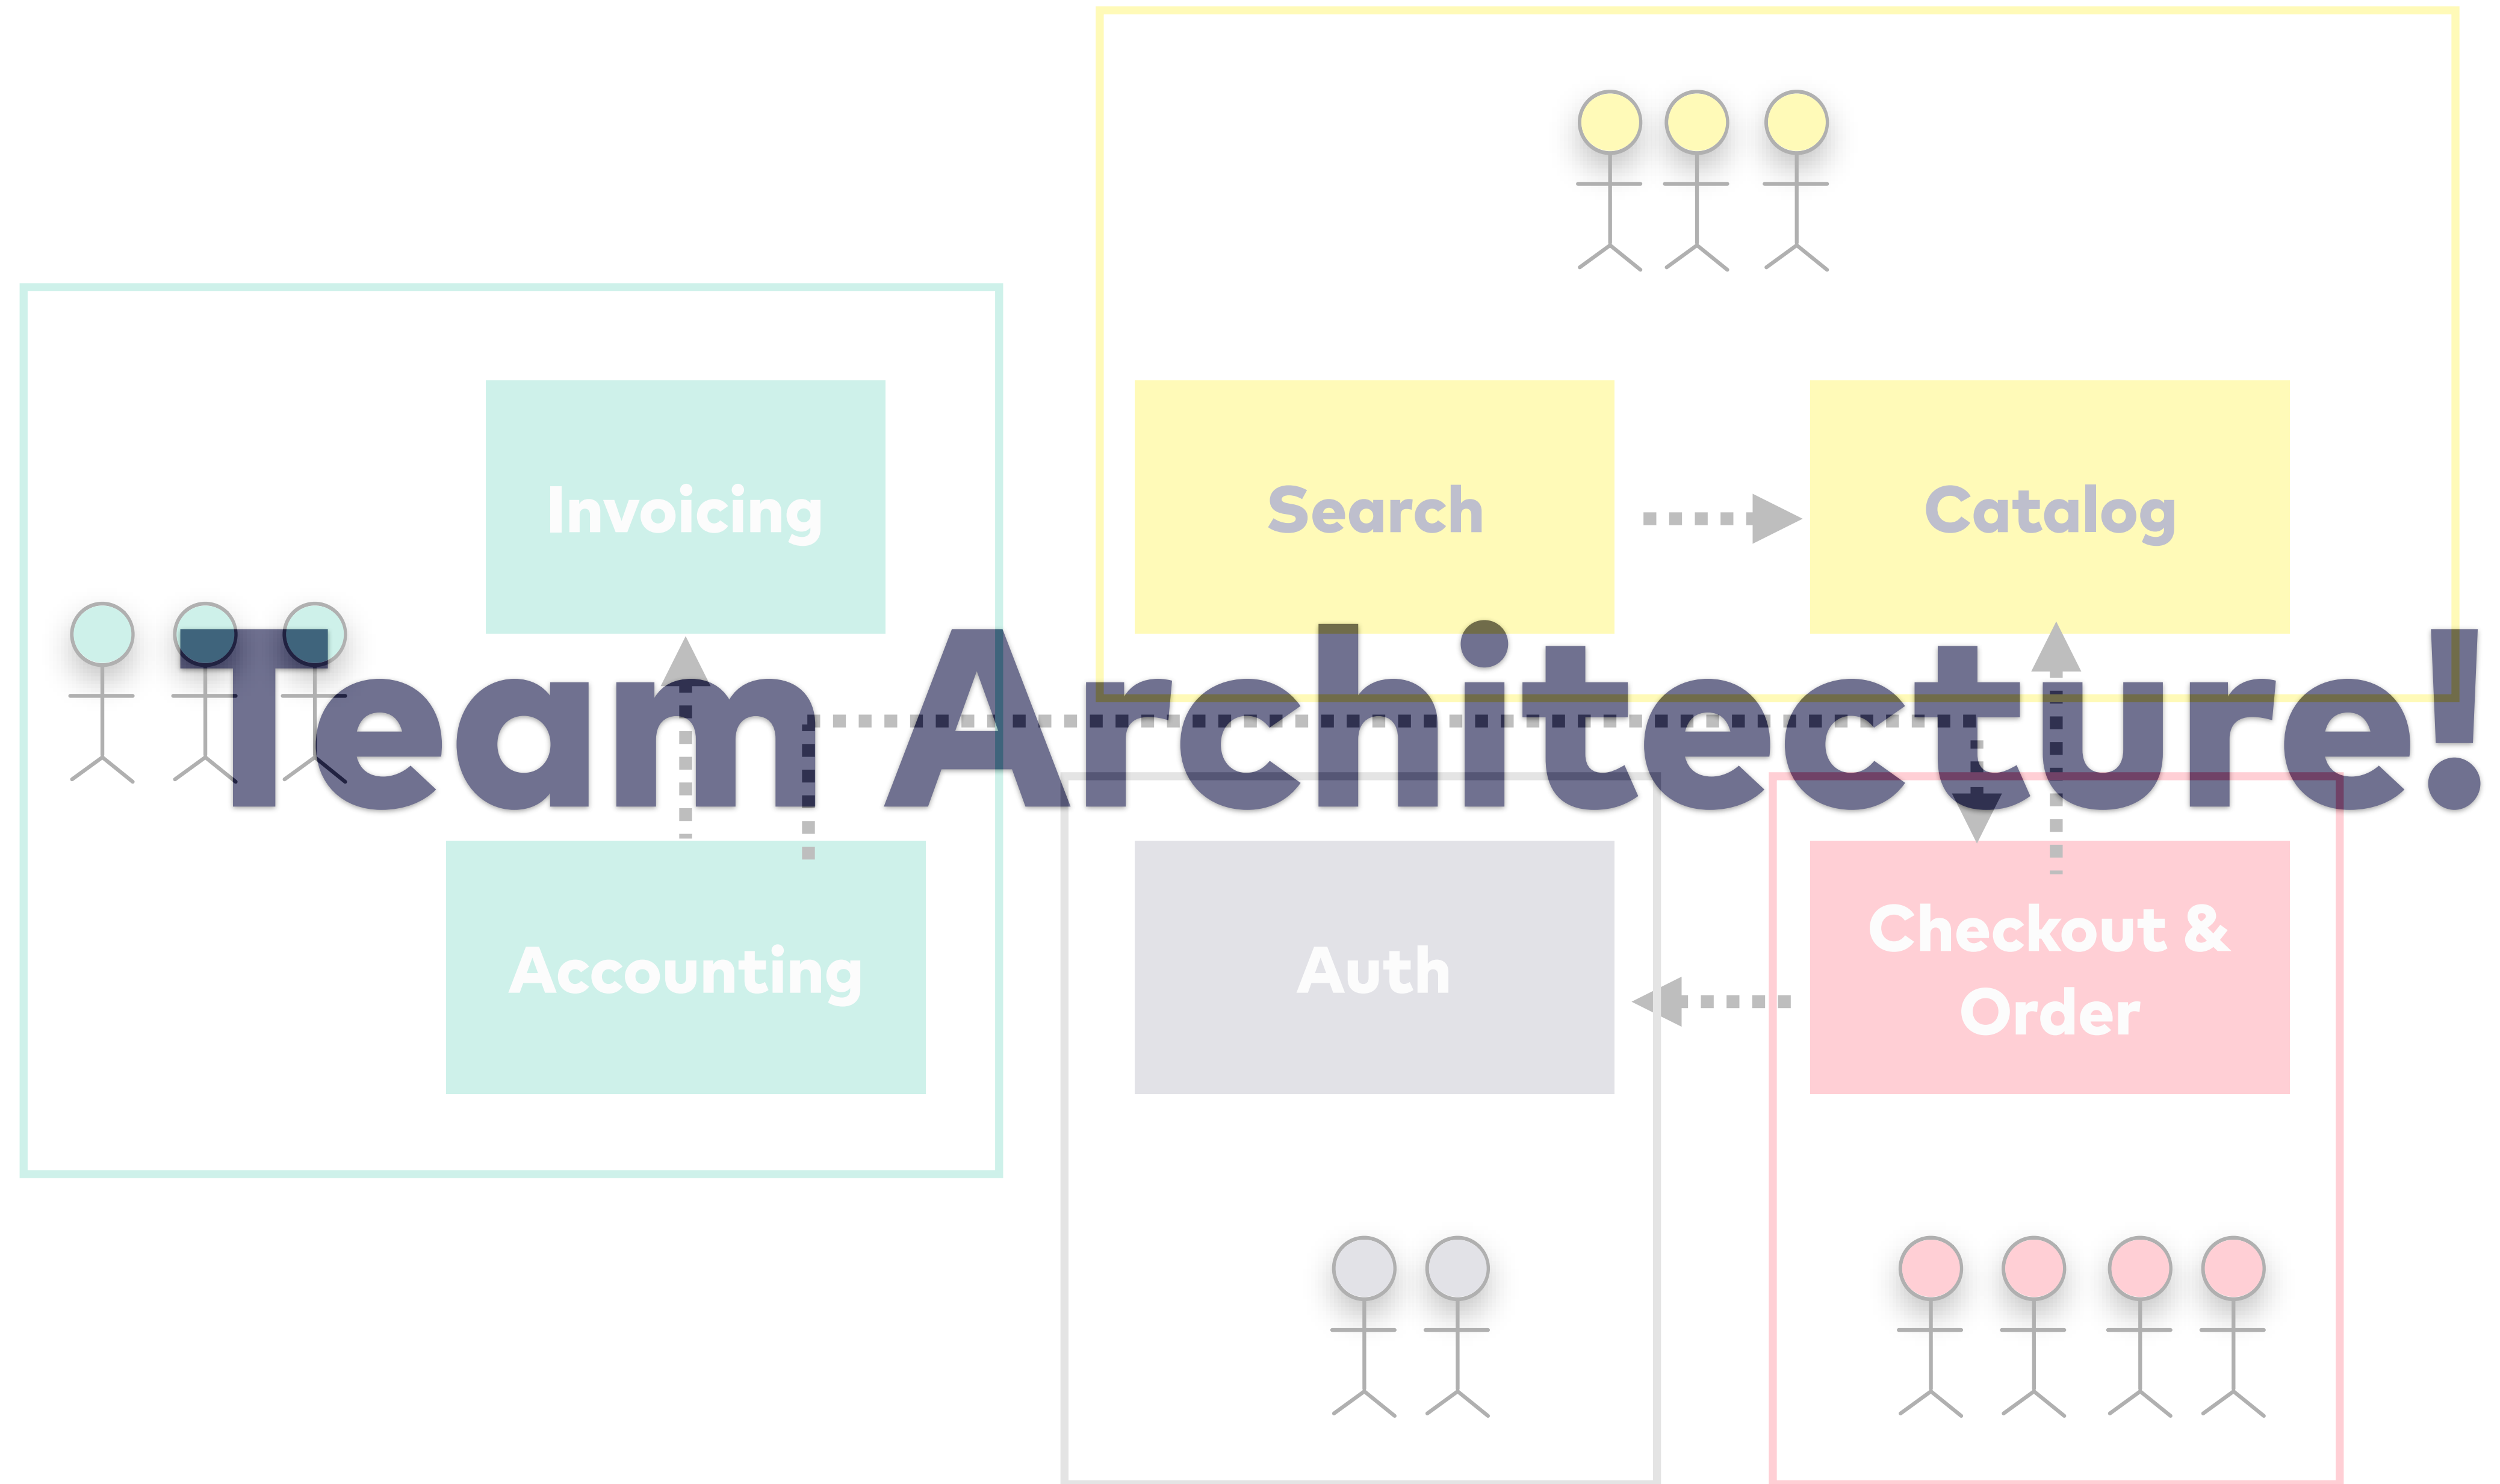 Invoicing
Search
Catalog
Team Architecture!
Accounting
Auth
Checkout &
Order